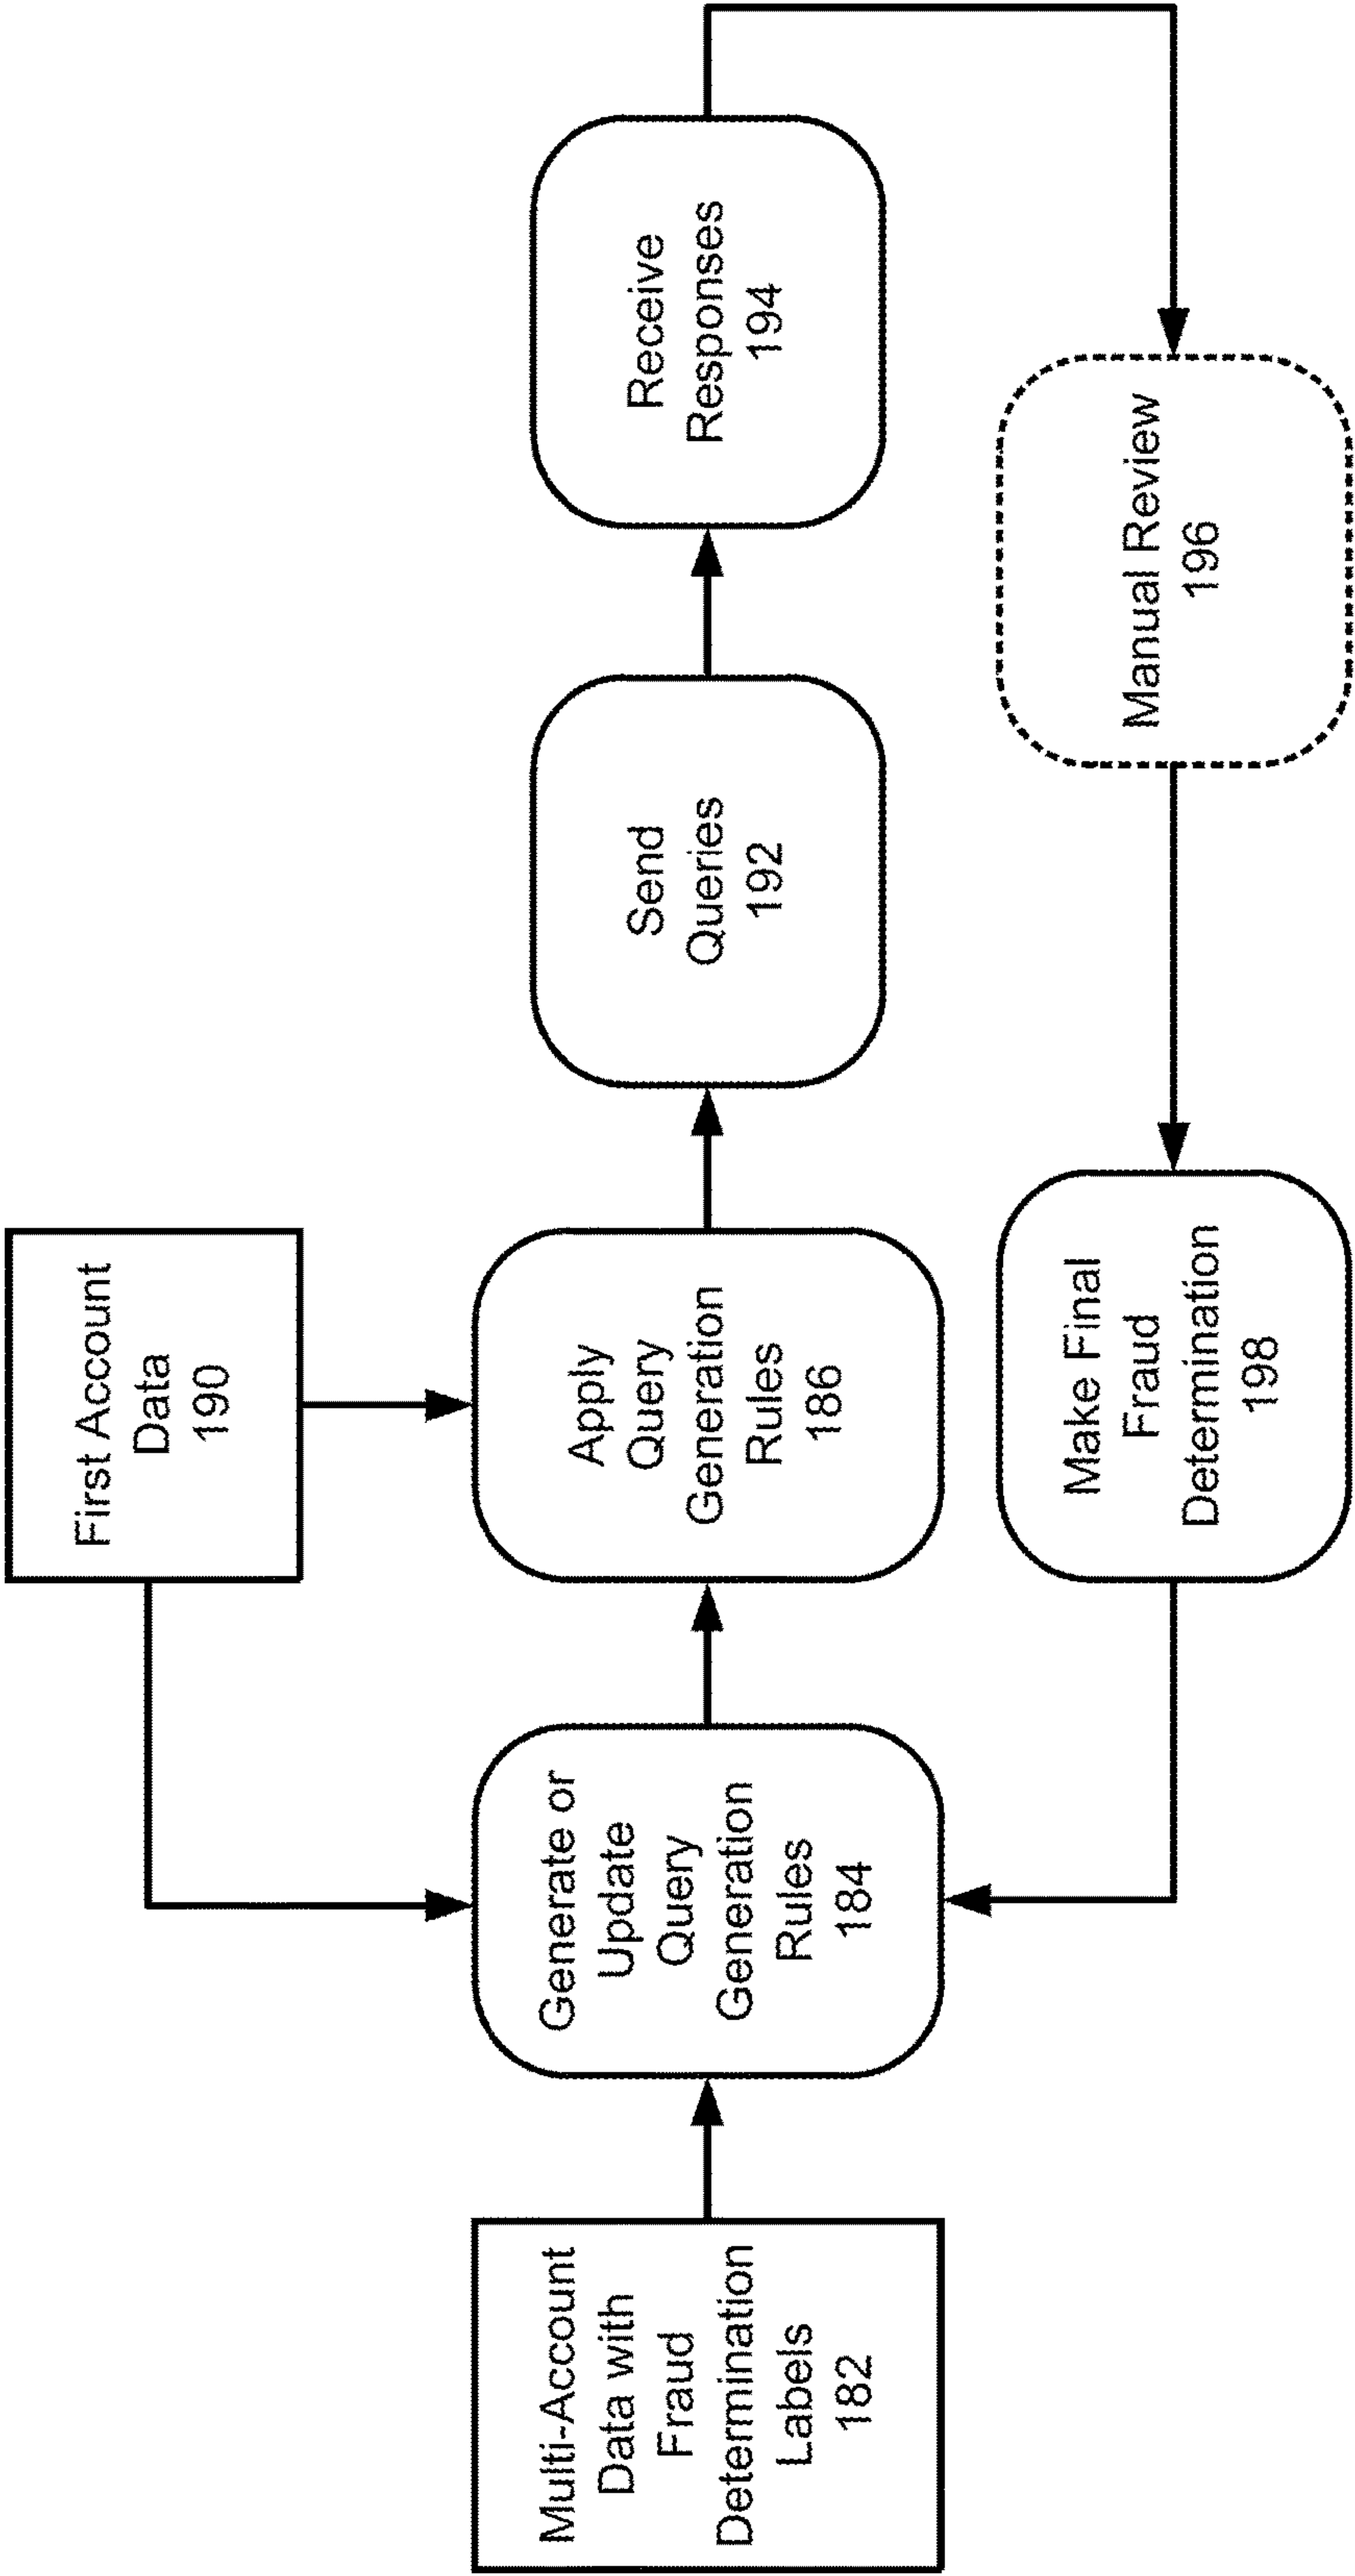 First Account
Data
190
Multi-Account
Data with
Fraud
Determination
Labels
182
Generate or
Update
Query
Generation
Rules
184
Apply
Query
Generation
Rules
186
Send
Queries
192
Receive
Responses
194
Make Final
Fraud
Determination
198
Manual Review
196